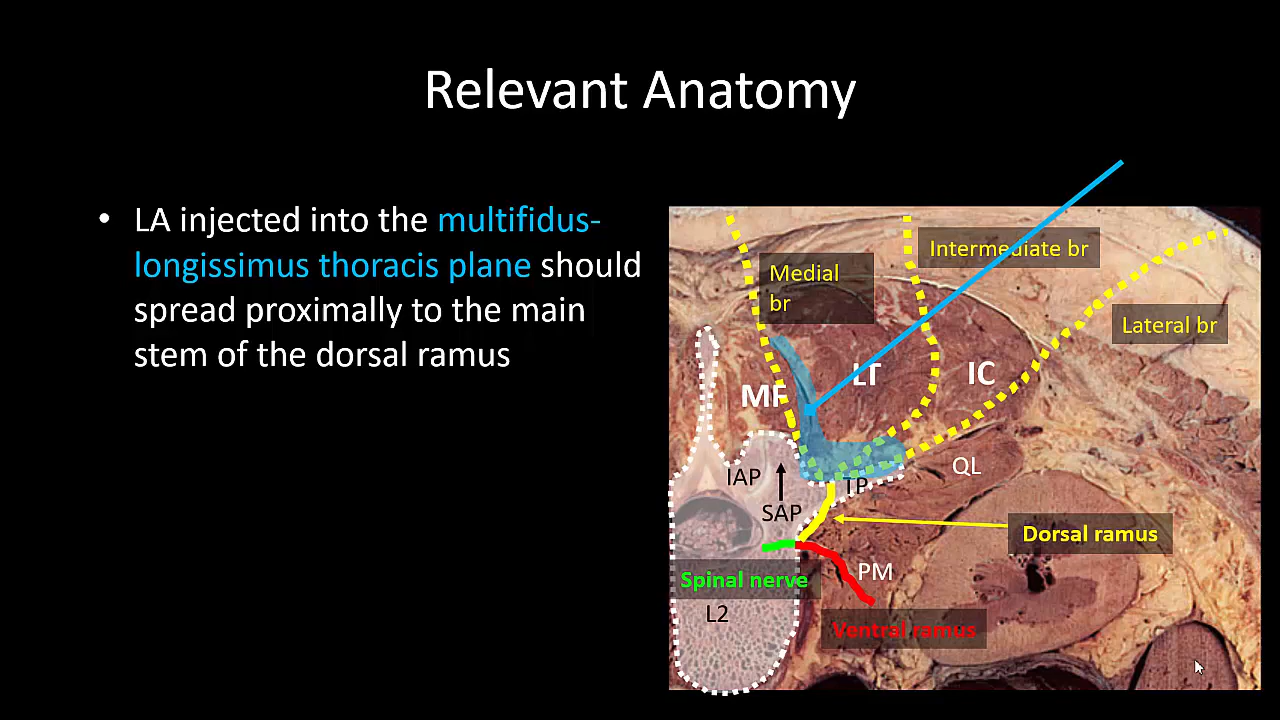 Relevant Anatomy
• LA injected into the multifidus-
longissimus thoracis plane should
spread proximally to the main
stem of the dorsal ramus
Intermediate br
Medial
br
Lateral br
LT
IC
MF
QL
IAP
TP
SAP
Dorsal ramus
PM
Spinal nerve
L2
Ventral ramus